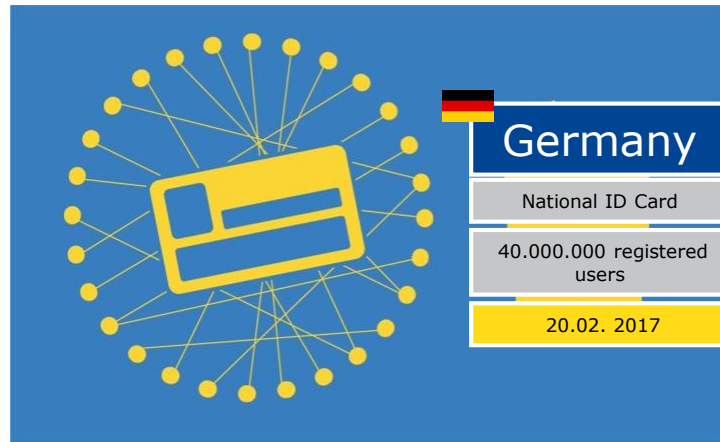 Germany
National ID Card
40.000.000 registered
users
20.02. 2017